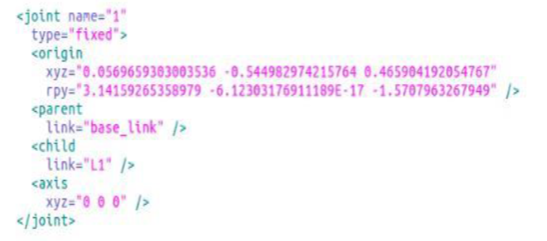 <joint name="1"
type="fixed">
<origin
xyz="0.0569659303003536 -0.544982974215764 0.465904192054767"
rpy="3.14159265358979 -6.12303176911189E-17 -1.5707963267949" />
<parent
link="base_link" />
<child
link="L1" />
<axis
xyz="0 0 0" />
</joint>